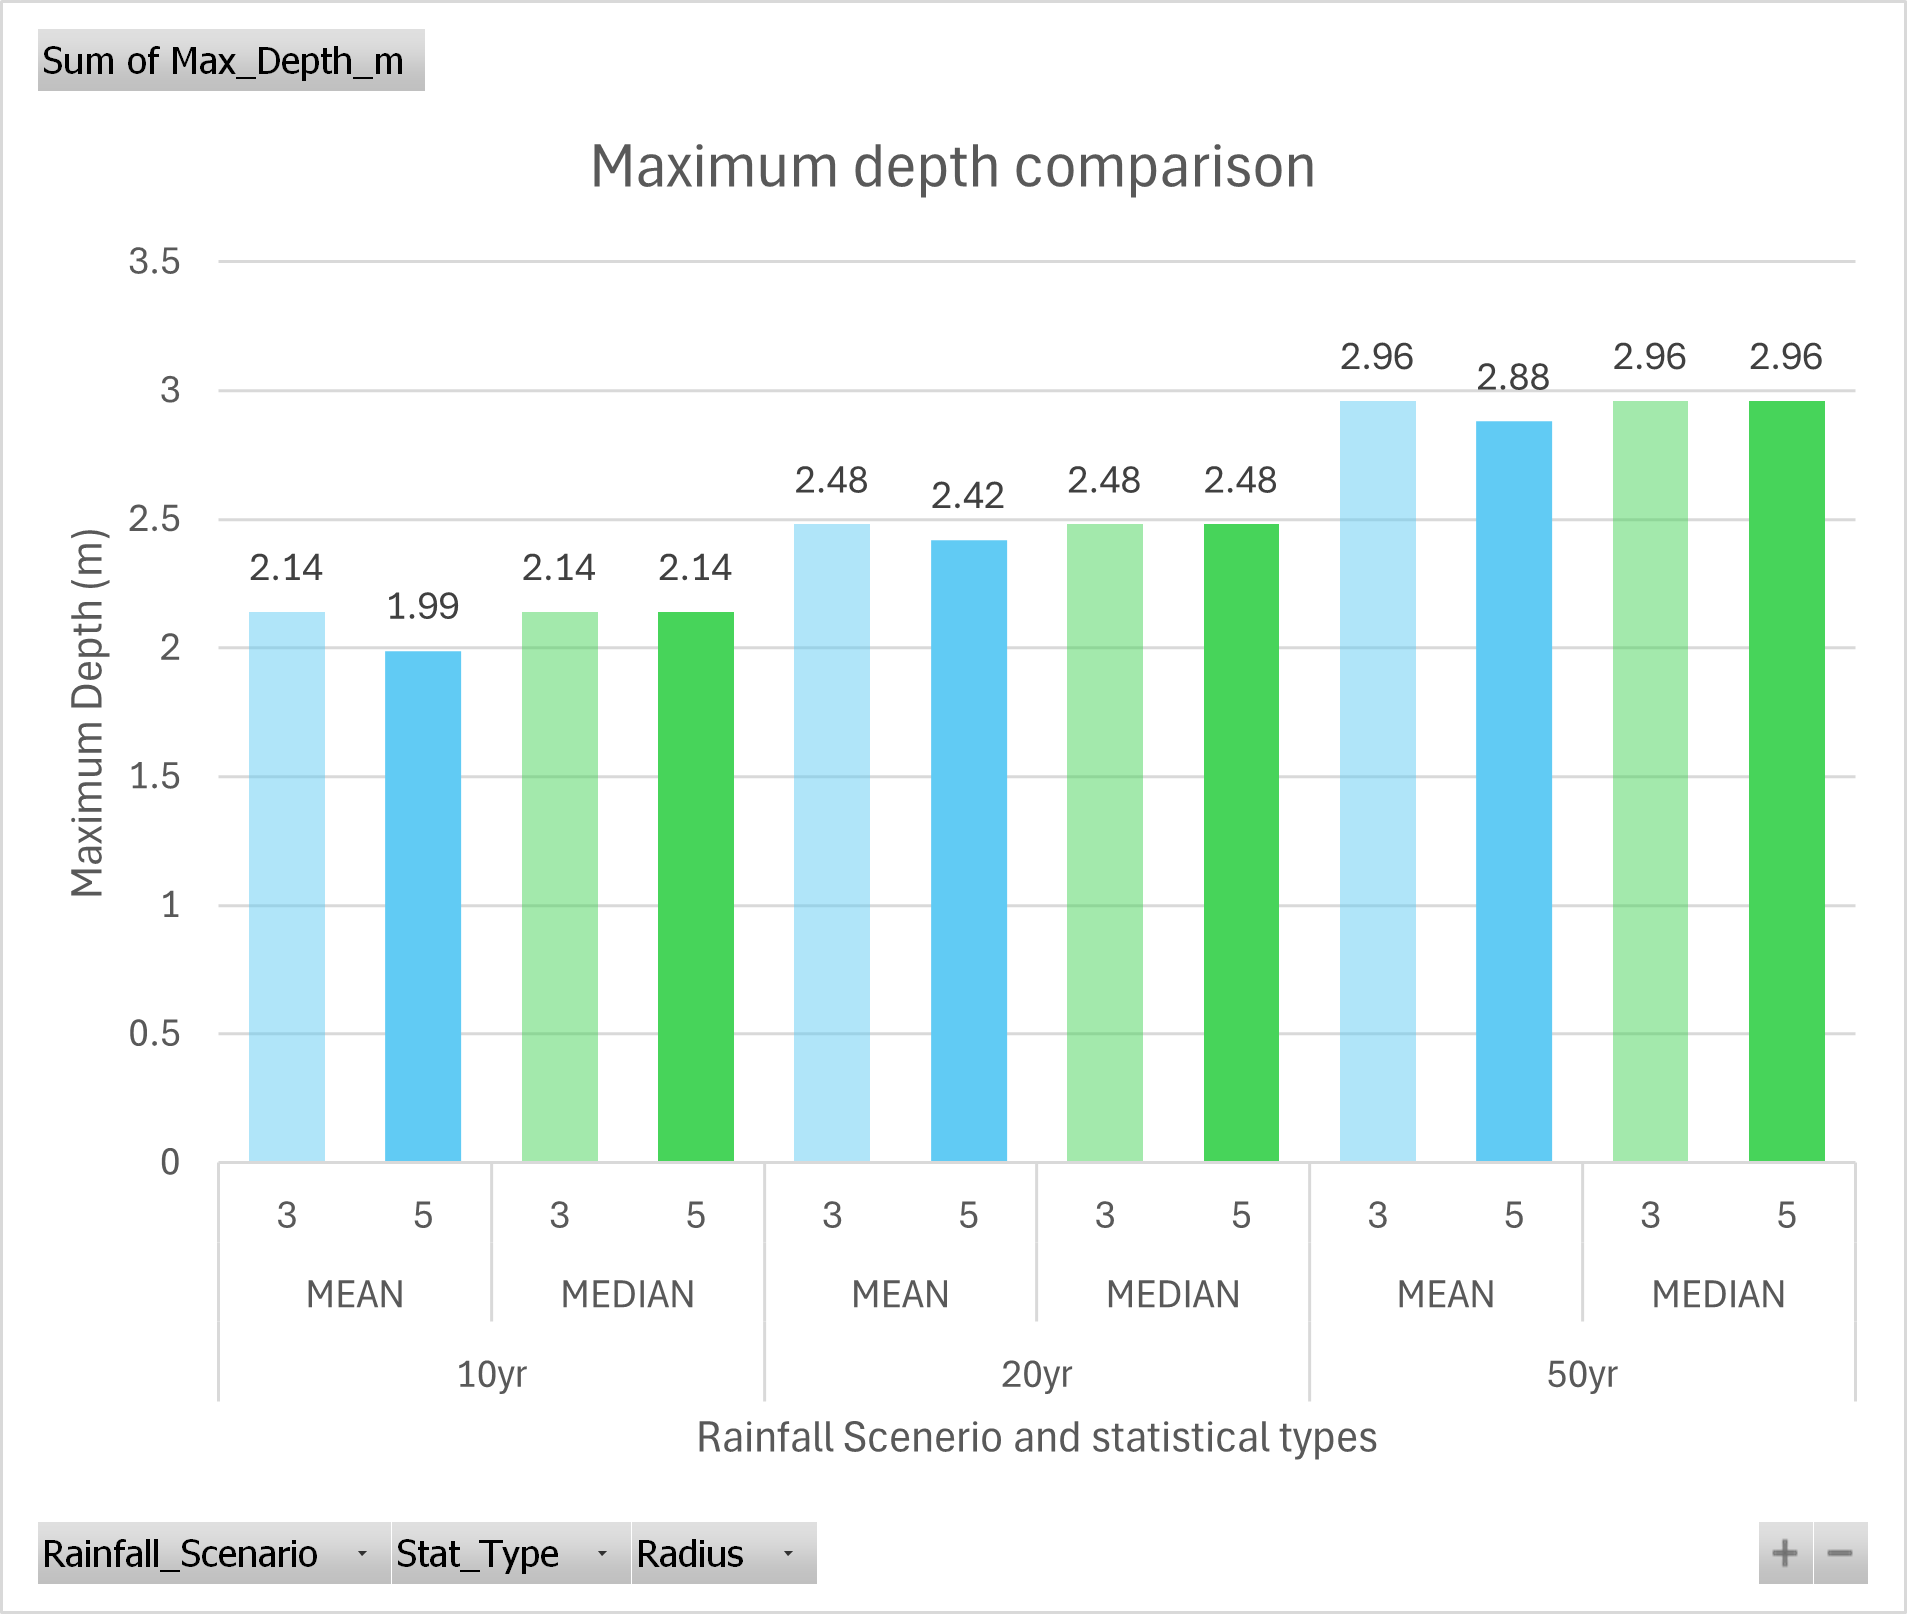 Sum of Max_Depth_m
Maximum depth comparison
3.5
3
2.5
2
1.5
1
0.5
0
Maximum Depth (m)
2.14
1.99
2.14
2.14
2.48
2.42
2.48
2.48
2.96
2.88
2.96
2.96
3 5 3 5 3 5 3 5 3 5 3 5
MEAN MEDIAN MEAN MEDIAN MEAN MEDIAN
10yr 20yr 50yr
Rainfall Scenerio and statistical types
Rainfall_Scenario Stat_Type Radius
+ −